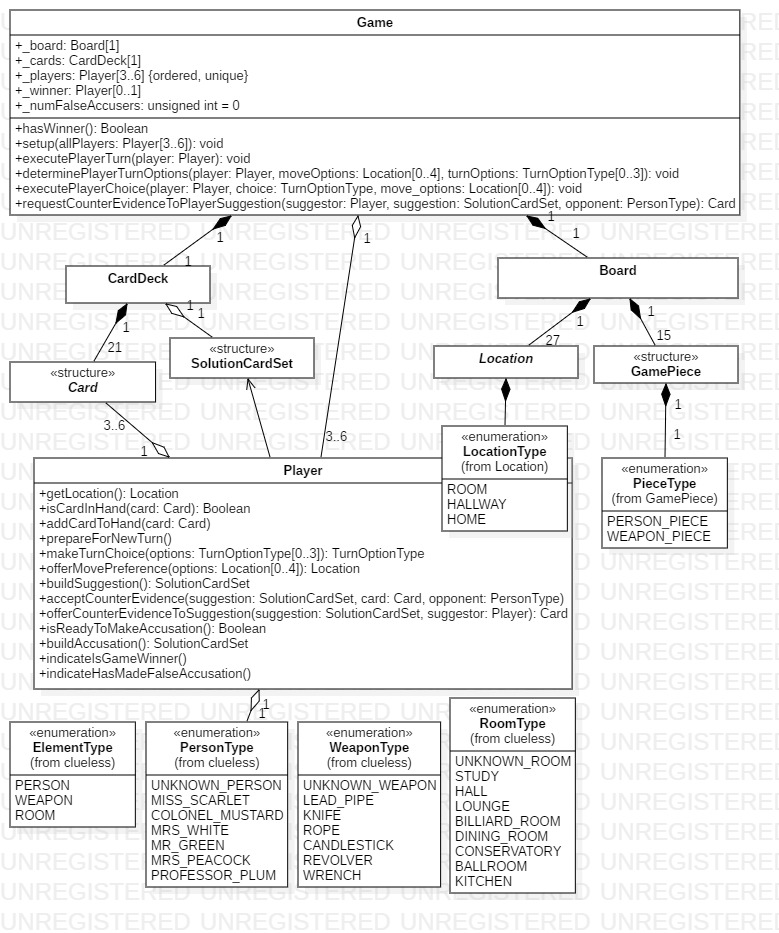 Game
+_board: Board[1]
+_cards: CardDeck[1]
+_players: Player[3..6] {ordered, unique}
+_winner: Player[0..1]
+_numFalseAccusers: unsigned int = 0
+hasWinner(): Boolean
+setup(allPlayers: Player[3..6]): void
+executePlayerTurn(player: Player): void
+determinePlayerTurnOptions(player: Player, moveOptions: Location[0..4], turnOptions: TurnOptionType[0..3]): void
+executePlayerChoice(player: Player, choice: TurnOptionType, move_options: Location[0..4]): void
+requestCounterEvidenceToPlayerSuggestion(suggestor: Player, suggestion: SolutionCardSet, opponent: PersonType): Card
1
1
1
1
1
CardDeck
Board
1
1
1
21
1
27
1
15
«structure»
Card
«structure»
SolutionCardSet
Location
«structure»
GamePiece
3..6
1
3..6
1
1
«enumeration»
LocationType
(from Location)
ROOM
HALLWAY
HOME
«enumeration»
PieceType
(from GamePiece)
PERSON_PIECE
WEAPON_PIECE
Player
+getLocation(): Location
+isCardInHand(card: Card): Boolean
+addCardToHand(card: Card)
+prepareForNewTurn()
+makeTurnChoice(options: TurnOptionType[0..3]): TurnOptionType
+offerMovePreference(options: Location[0..4]): Location
+buildSuggestion(): SolutionCardSet
+acceptCounterEvidence(suggestion: SolutionCardSet, card: Card, opponent: PersonType)
+offerCounterEvidenceToSuggestion(suggestion: SolutionCardSet, suggestor: Player): Card
+isReadyToMakeAccusation(): Boolean
+buildAccusation(): SolutionCardSet
+indicateIsGameWinner()
+indicateHasMadeFalseAccusation()
1
1
«enumeration»
ElementType
(from clueless)
PERSON
WEAPON
ROOM
«enumeration»
PersonType
(from clueless)
UNKNOWN_PERSON
MISS_SCARLET
COLONEL_MUSTARD
MRS_WHITE
MR_GREEN
MRS_PEACOCK
PROFESSOR_PLUM
«enumeration»
WeaponType
(from clueless)
UNKNOWN_WEAPON
LEAD_PIPE
KNIFE
ROPE
CANDLESTICK
REVOLVER
WRENCH
«enumeration»
RoomType
(from clueless)
UNKNOWN_ROOM
STUDY
HALL
LOUNGE
BILLIARD_ROOM
DINING_ROOM
CONSERVATORY
BALLROOM
KITCHEN
UNREGISTERED UNREGISTERED UNREGISTERED UNREGISTERED